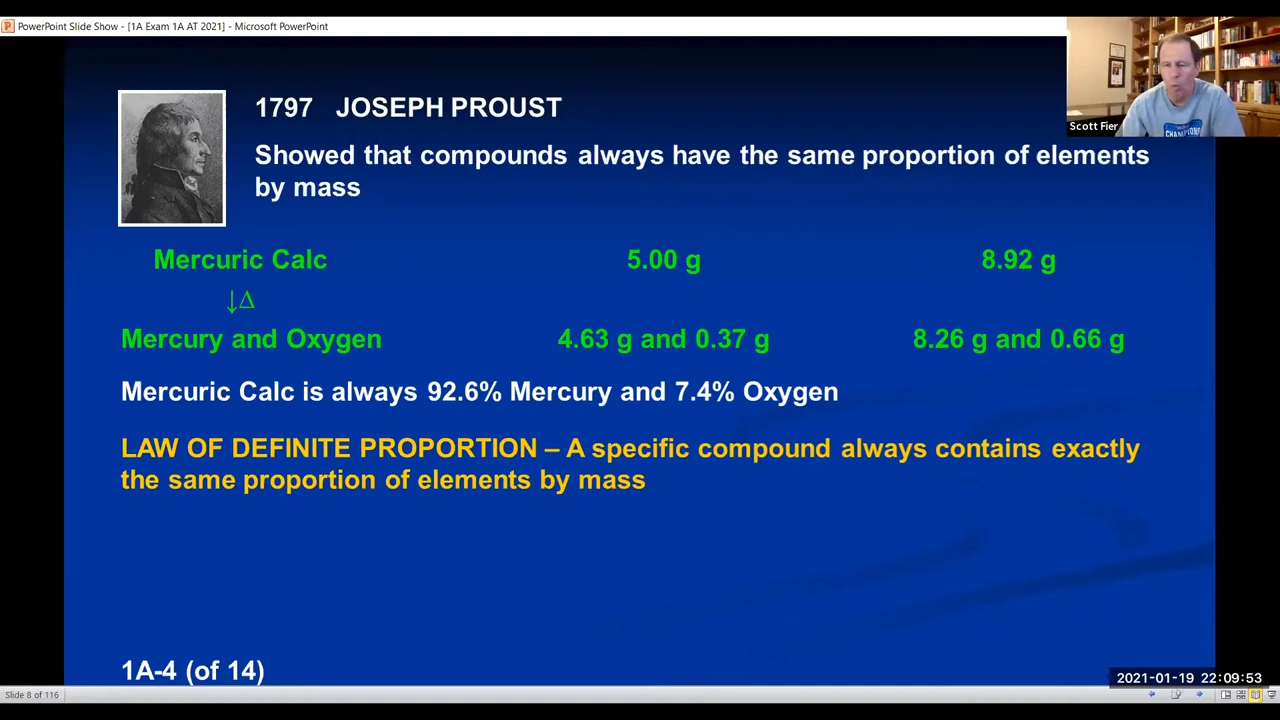 PowerPoint Slide Show - [1A Exam 1A AT 2021] - Microsoft PowerPoint
1797 JOSEPH PROUST
Showed that compounds always have the same proportion of elements
by mass
Scott Fier
CHAMPIONS
Mercuric Calc 5.00 g 8.92 g
↓Δ
Mercury and Oxygen 4.63 g and 0.37 g 8.26 g and 0.66 g
Mercuric Calc is always 92.6% Mercury and 7.4% Oxygen
LAW OF DEFINITE PROPORTION – A specific compound always contains exactly
the same proportion of elements by mass
1A-4 (of 14)
2021-01-19 22:09:53
Slide 8 of 116